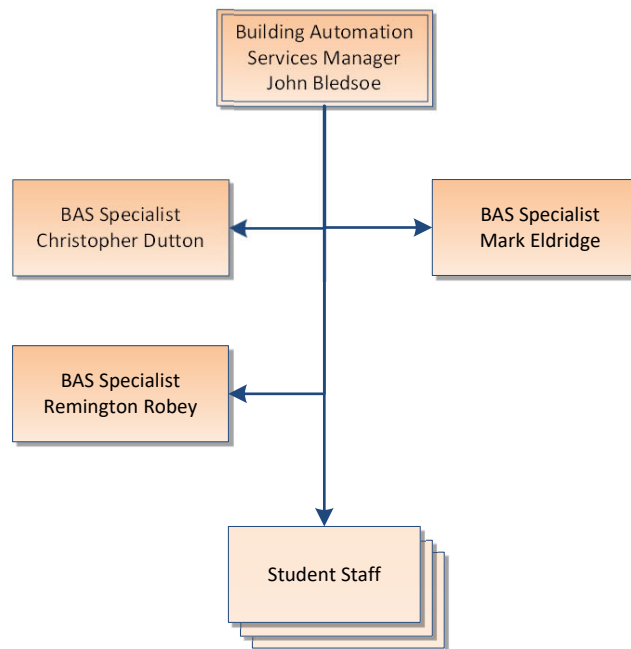 Building Automation
Services Manager
John Bledsoe
BAS Specialist
Christopher Dutton
BAS Specialist
Mark Eldridge
BAS Specialist
Remington Robey
Student Staff